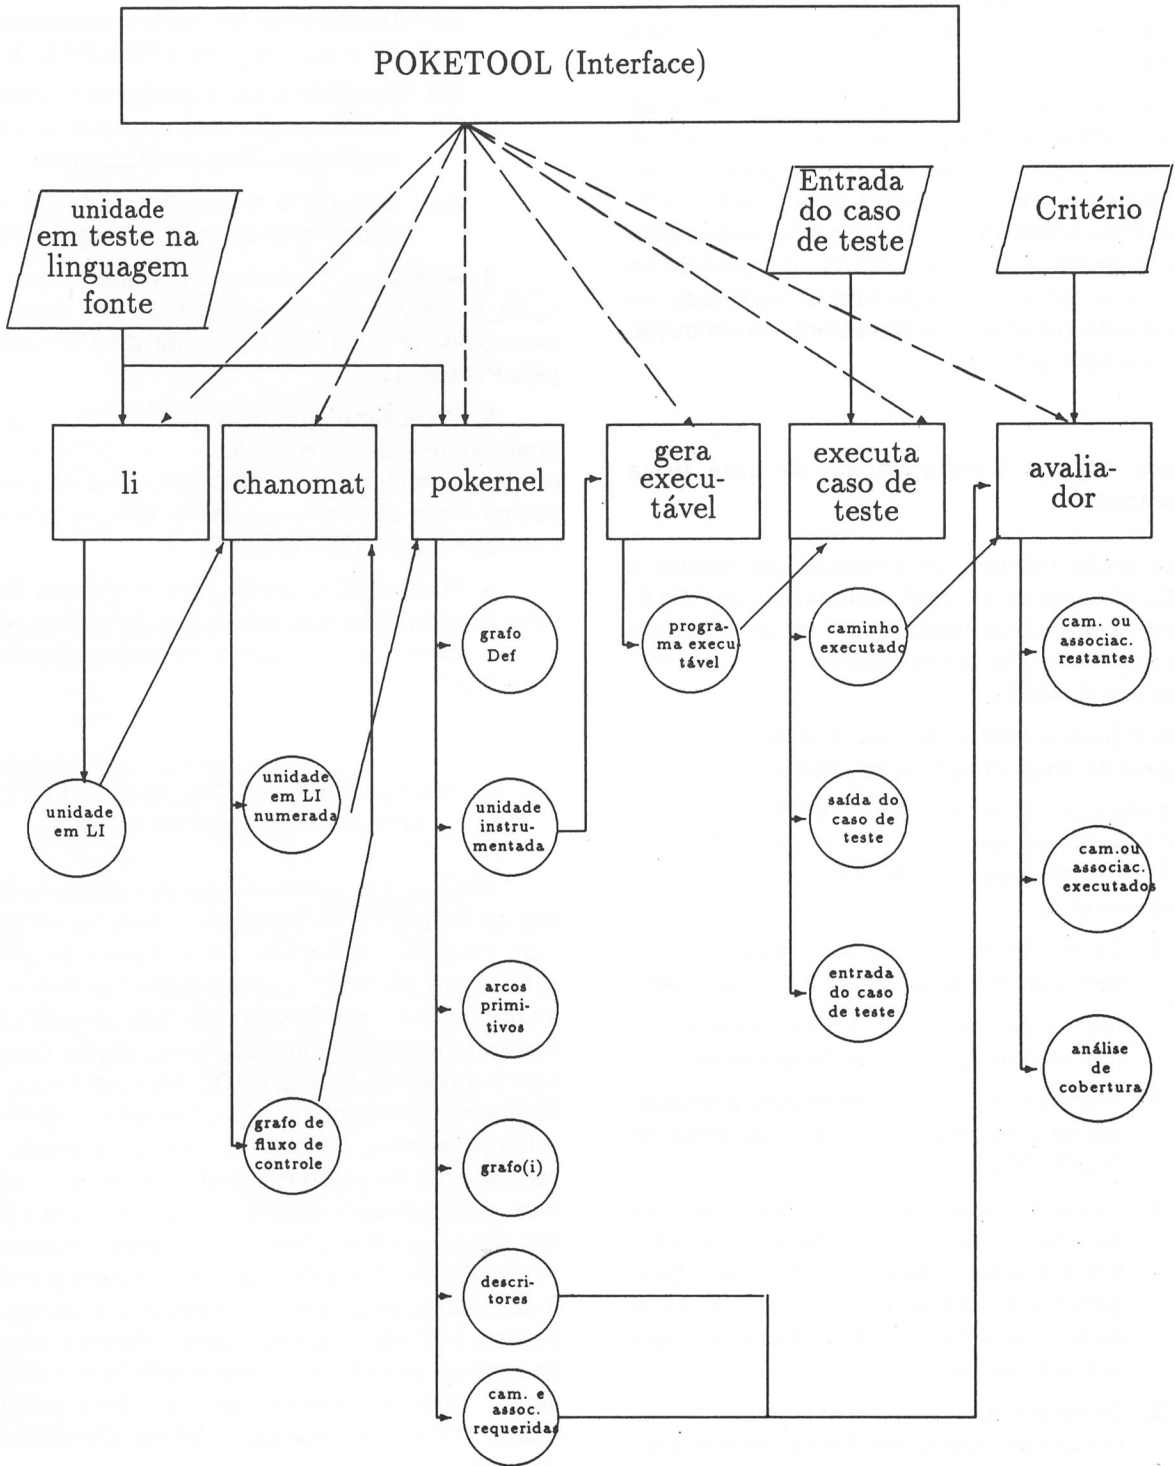 POKETOOL (Interface)
unidade
em teste na
linguagem
fonte
Entrada
do caso
de teste
Critério
li
chanomat
pokernel
gera
execu-
tável
executa
caso de
teste
avalia-
dor
unidade
em LI
unidade
em LI
numerada
grafo de
fluxo de
controle
grafo
Def
unidade
instru-
mentada
arcos
primi-
tivos
grafo(i)
descri-
tores
cam. e
assoc.
requeridas
progra-
ma execu
tável
caminho
executado
saída do
caso de
teste
entrada
do caso
de teste
cam. ou
associac.
restantes
cam.ou
associac.
executados
análise
de
cobertura